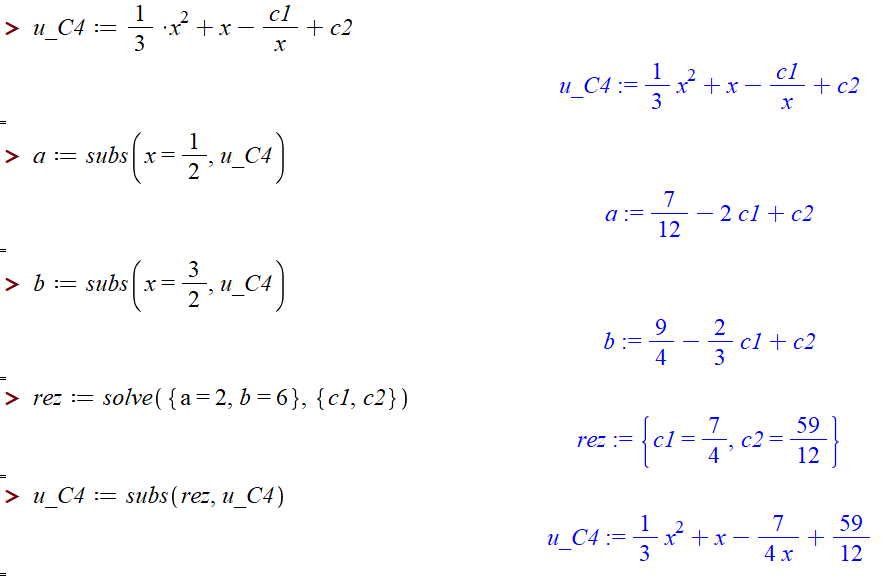 > u_C4 := 1/3 ·x^2 + x − c1/x + c2
u_C4 := 1/3 x^2 + x − c1/x + c2
> a := subs(x = 1/2, u_C4)
a := 7/12 − 2 c1 + c2
> b := subs(x = 3/2, u_C4)
b := 9/4 − 2/3 c1 + c2
> rez := solve({a = 2, b = 6}, {c1, c2})
rez := {c1 = 7/4, c2 = 59/12}
> u_C4 := subs(rez, u_C4)
u_C4 := 1/3 x^2 + x − 7/(4 x) + 59/12